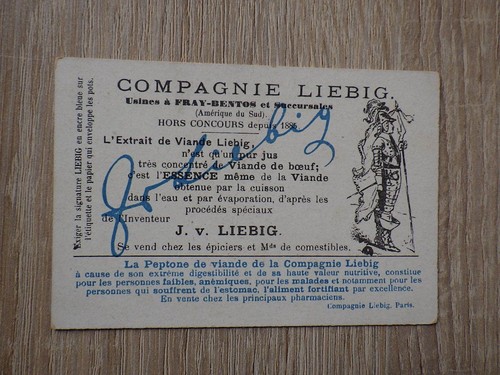 COMPAGNIE LIEBIG.
Usines à FRAY-BENTOS et Succursales
(Amérique du Sud).
HORS CONCOURS depuis 1885
L'Extrait de Viande Liebig,
n'est qu'un pur jus
très concentré de Viande de bœuf;
c'est l'ESSENCE même de la Viande
obtenue par la cuisson
dans l'eau et par évaporation, d'après les
procédés spéciaux
de l'Inventeur
J. v. LIEBIG.
Se vend chez les épiciers et Mds de comestibles.
Exiger la signature LIEBIG en encre bleue sur
l'étiquette et le papier qui enveloppe les pots.
JvLiebig
La Peptone de viande de la Compagnie Liebig
à cause de son extrême digestibilité et de sa haute valeur nutritive, constitue
pour les personnes faibles, anémiques, pour les malades et notamment pour les
personnes qui souffrent de l'estomac, l'aliment fortifiant par excellence.
En vente chez les principaux pharmaciens.
Compagnie Liebig, Paris.